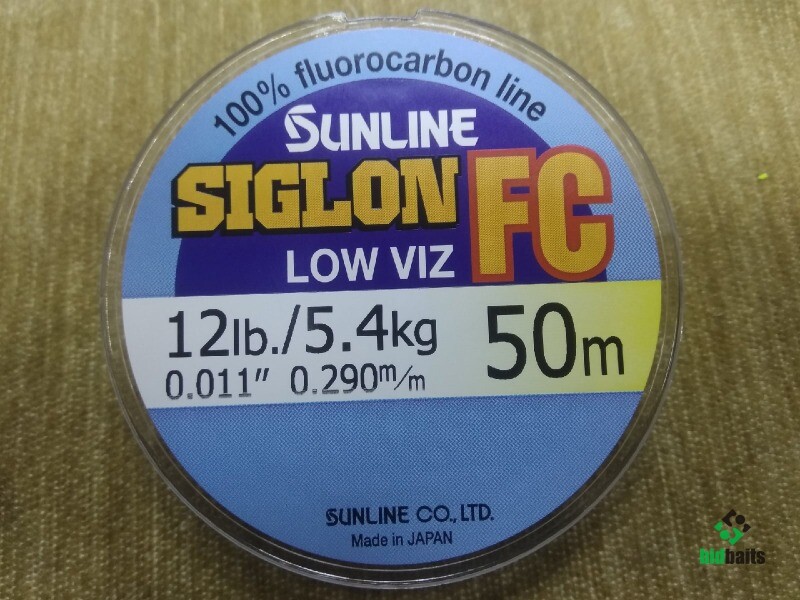 100% fluorocarbon line
SUNLINE
SIGLON FC
LOW VIZ
12lb./5.4kg 50m
0.011" 0.290m/m
SUNLINE CO.,LTD.
Made in JAPAN
bidbaits